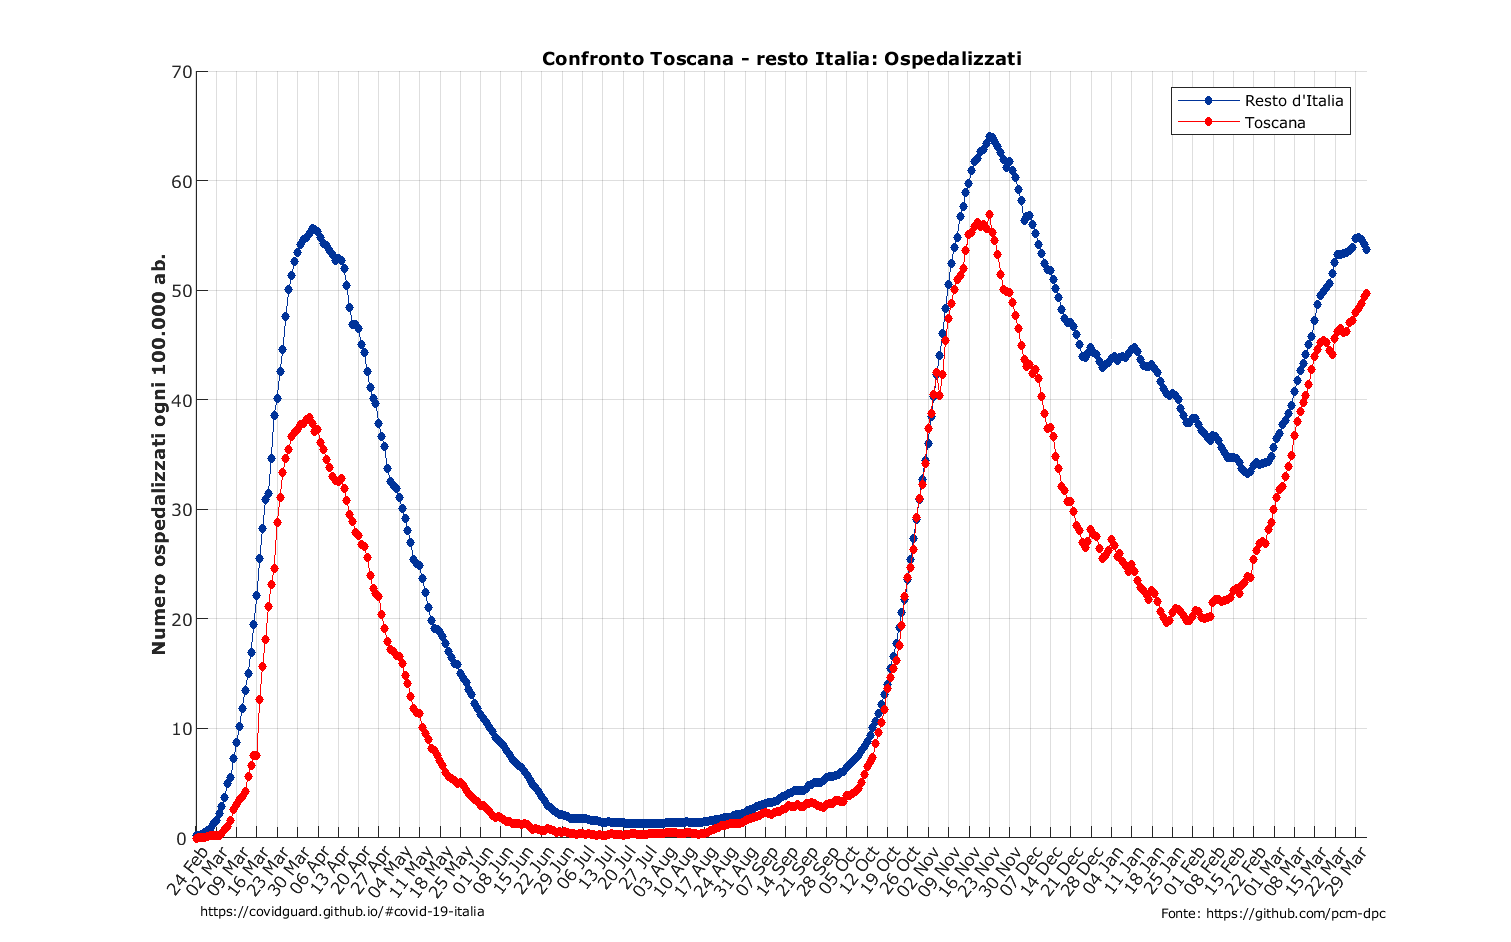 Confronto Toscana - resto Italia: Ospedalizzati
Numero ospedalizzati ogni 100.000 ab.
70
60
50
40
30
20
10
0
Resto d'Italia
Toscana
24 Feb
02 Mar
09 Mar
16 Mar
23 Mar
30 Mar
06 Apr
13 Apr
20 Apr
27 Apr
04 May
11 May
18 May
25 May
01 Jun
08 Jun
15 Jun
22 Jun
29 Jun
06 Jul
13 Jul
20 Jul
27 Jul
03 Aug
10 Aug
17 Aug
24 Aug
31 Aug
07 Sep
14 Sep
21 Sep
28 Sep
05 Oct
12 Oct
19 Oct
26 Oct
02 Nov
09 Nov
16 Nov
23 Nov
30 Nov
07 Dec
14 Dec
21 Dec
28 Dec
04 Jan
11 Jan
18 Jan
25 Jan
01 Feb
08 Feb
15 Feb
22 Feb
01 Mar
08 Mar
15 Mar
22 Mar
29 Mar
https://covidguard.github.io/#covid-19-italia
Fonte: https://github.com/pcm-dpc